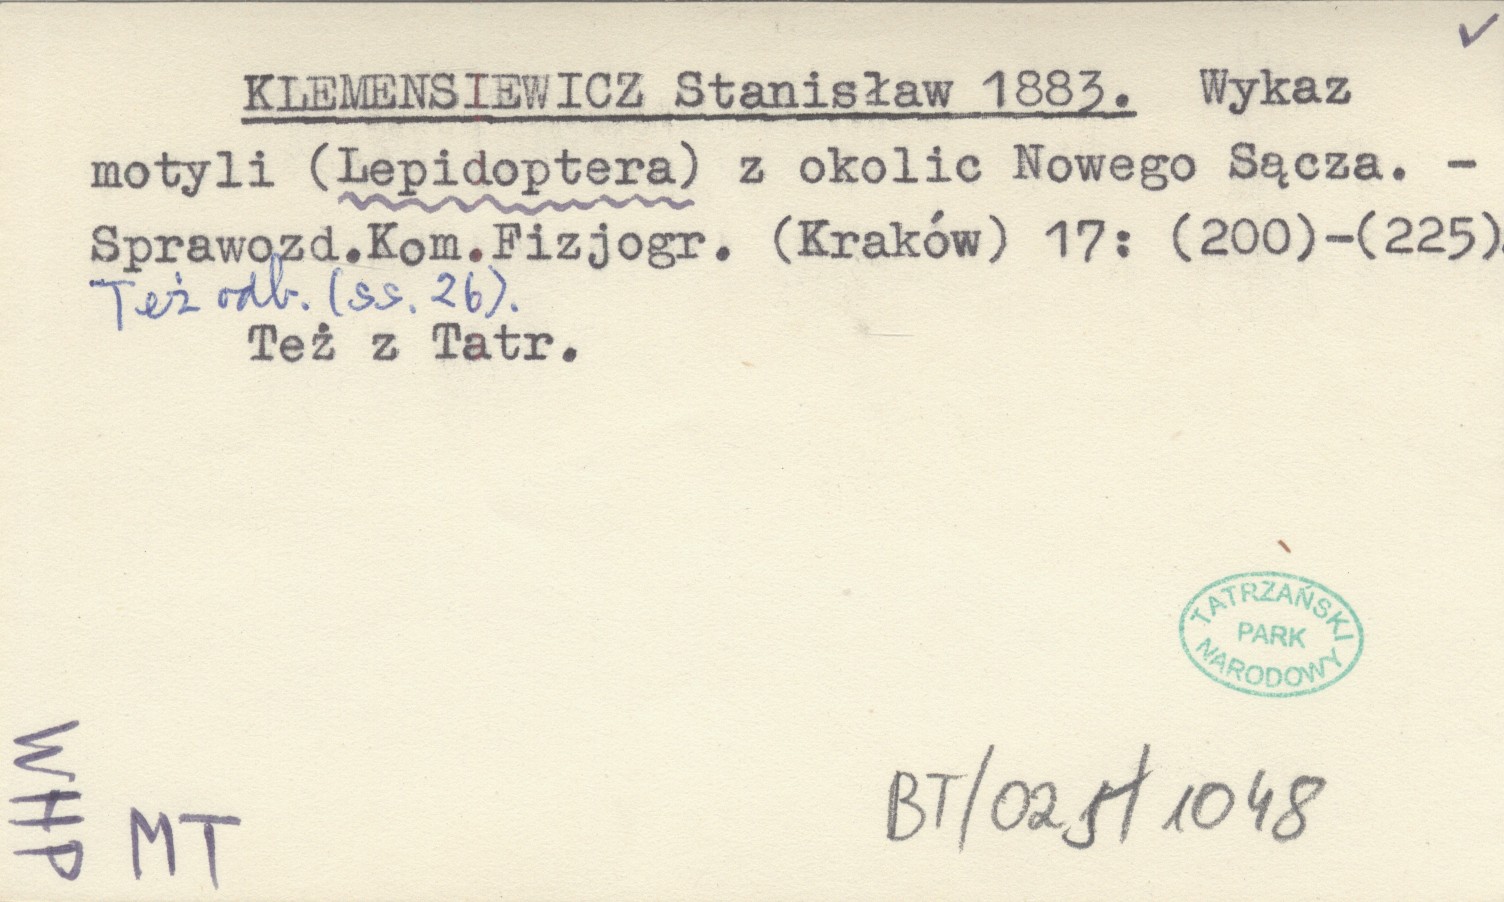 KLEMENSIEWICZ Stanisław 1883. Wykaz
motyli (Lepidoptera) z okolic Nowego Sącza. -
Sprawozd.Kom.Fizjogr. (Kraków) 17: (200)-(225).
Też odb. (ss. 26).
Też z Tatr.
TATRZAŃSKI
PARK
NARODOWY
WHP
MT
BT/025/1048